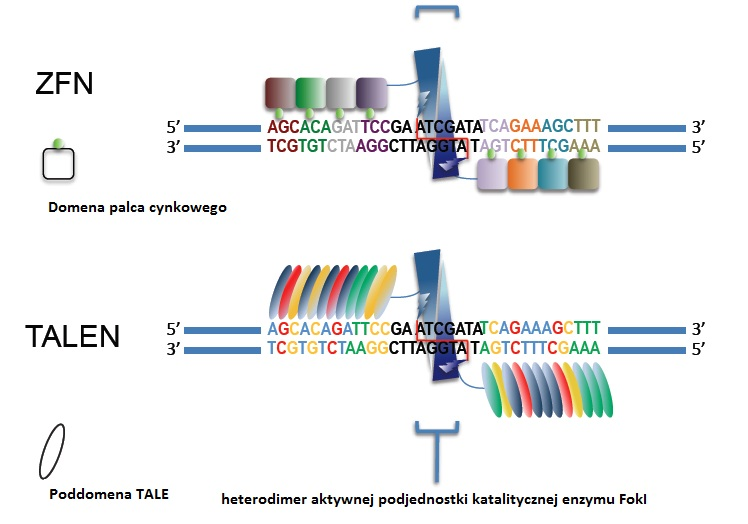 ZFN
5’ AGCACAGATTCCGAATCGATATCAGAAAGCTTT 3’
3’ TCGTGTCTAAGGCTTAGGTATAGTCTTTCGAAA 5’
Domena palca cynkowego
TALEN
5’ AGCACAGATTCCGAATCGATATCAGAAAGCTTT 3’
3’ TCGTGTCTAAGGCTTAGGTATAGTCTTTCGAAA 5’
Poddomena TALE
heterodimer aktywnej podjednostki katalitycznej enzymu FokI